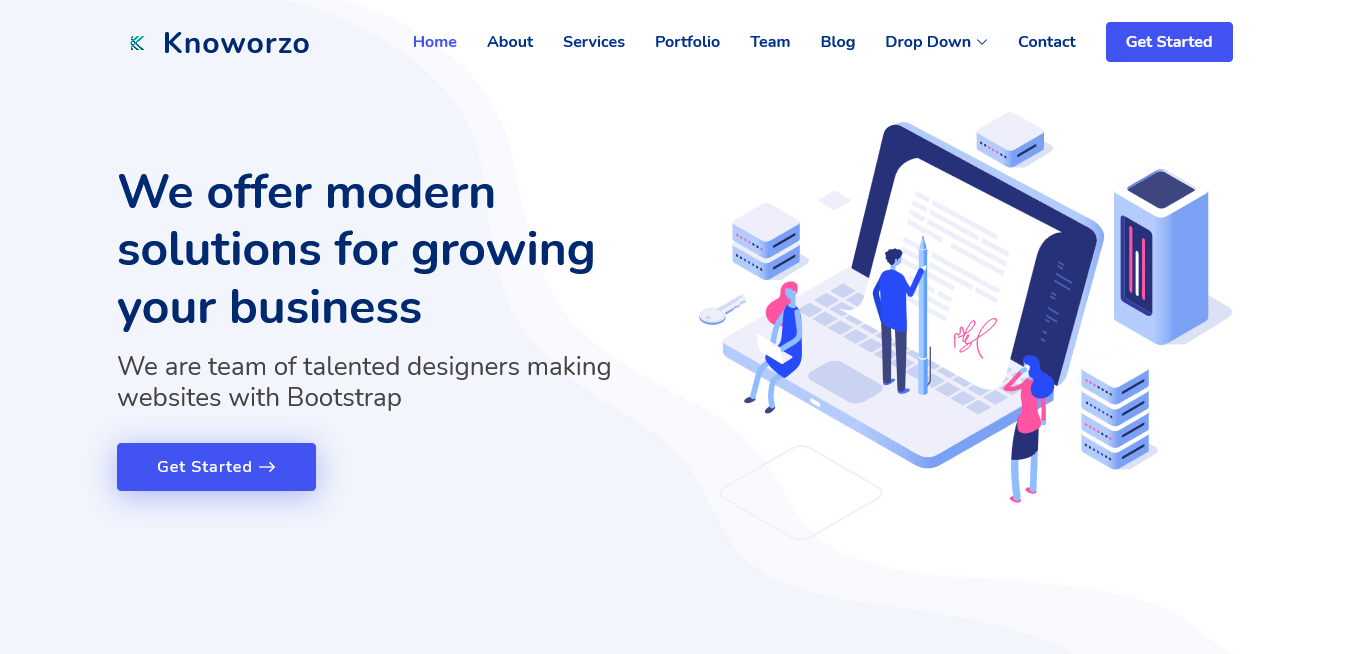 Knoworzo
Home About Services Portfolio Team Blog Drop Down Contact Get Started
We offer modern
solutions for growing
your business
We are team of talented designers making
websites with Bootstrap
Get Started →